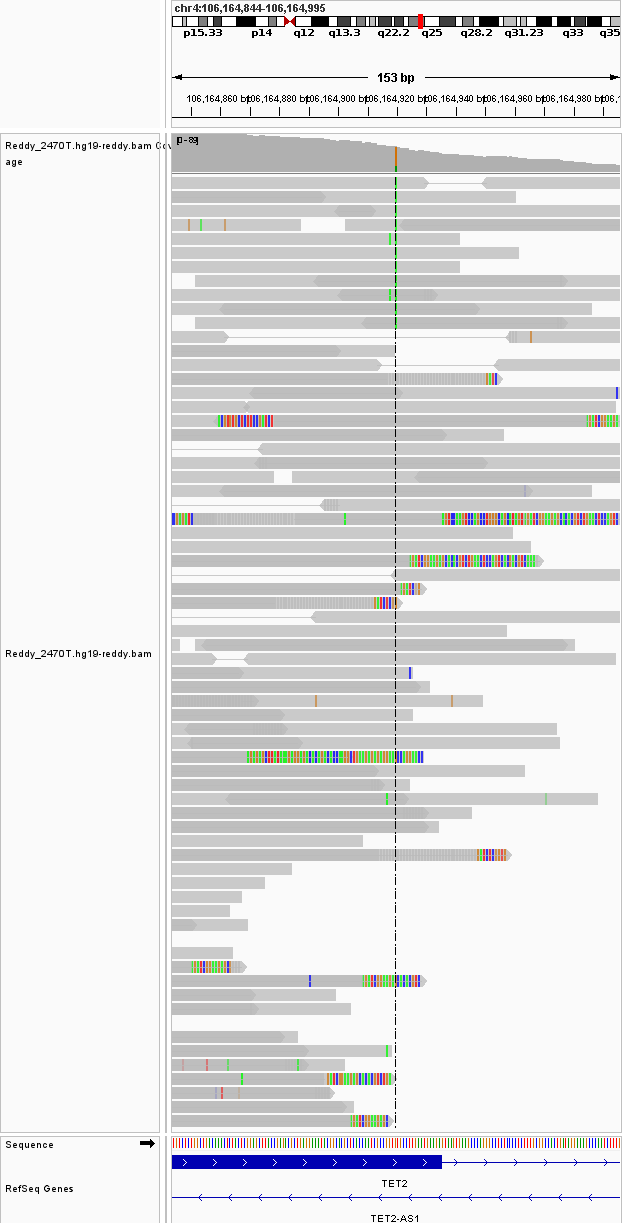 chr4:106,164,844-106,164,995
p15.33 p14 q12 q13.3 q22.2 q25 q28.2 q31.23 q33 q35
153 bp
106,164,860 bp 106,164,880 bp 106,164,900 bp 106,164,920 bp 106,164,940 bp 106,164,960 bp 106,164,980 bp 106,1
Reddy_2470T.hg19-reddy.bam Cov
age
Reddy_2470T.hg19-reddy.bam
Sequence
TET2
RefSeq Genes
TET2-AS1